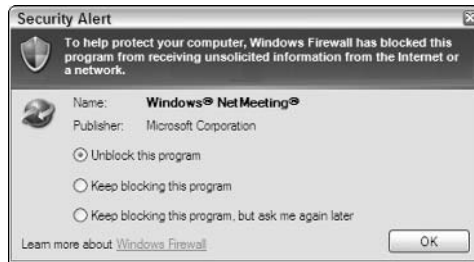 Security Alert
To help protect your computer, Windows Firewall has blocked this
program from receiving unsolicited information from the Internet or
a network.
Name: Windows® NetMeeting®
Publisher: Microsoft Corporation
Unblock this program
Keep blocking this program
Keep blocking this program, but ask me again later
Learn more about Windows Firewall
OK